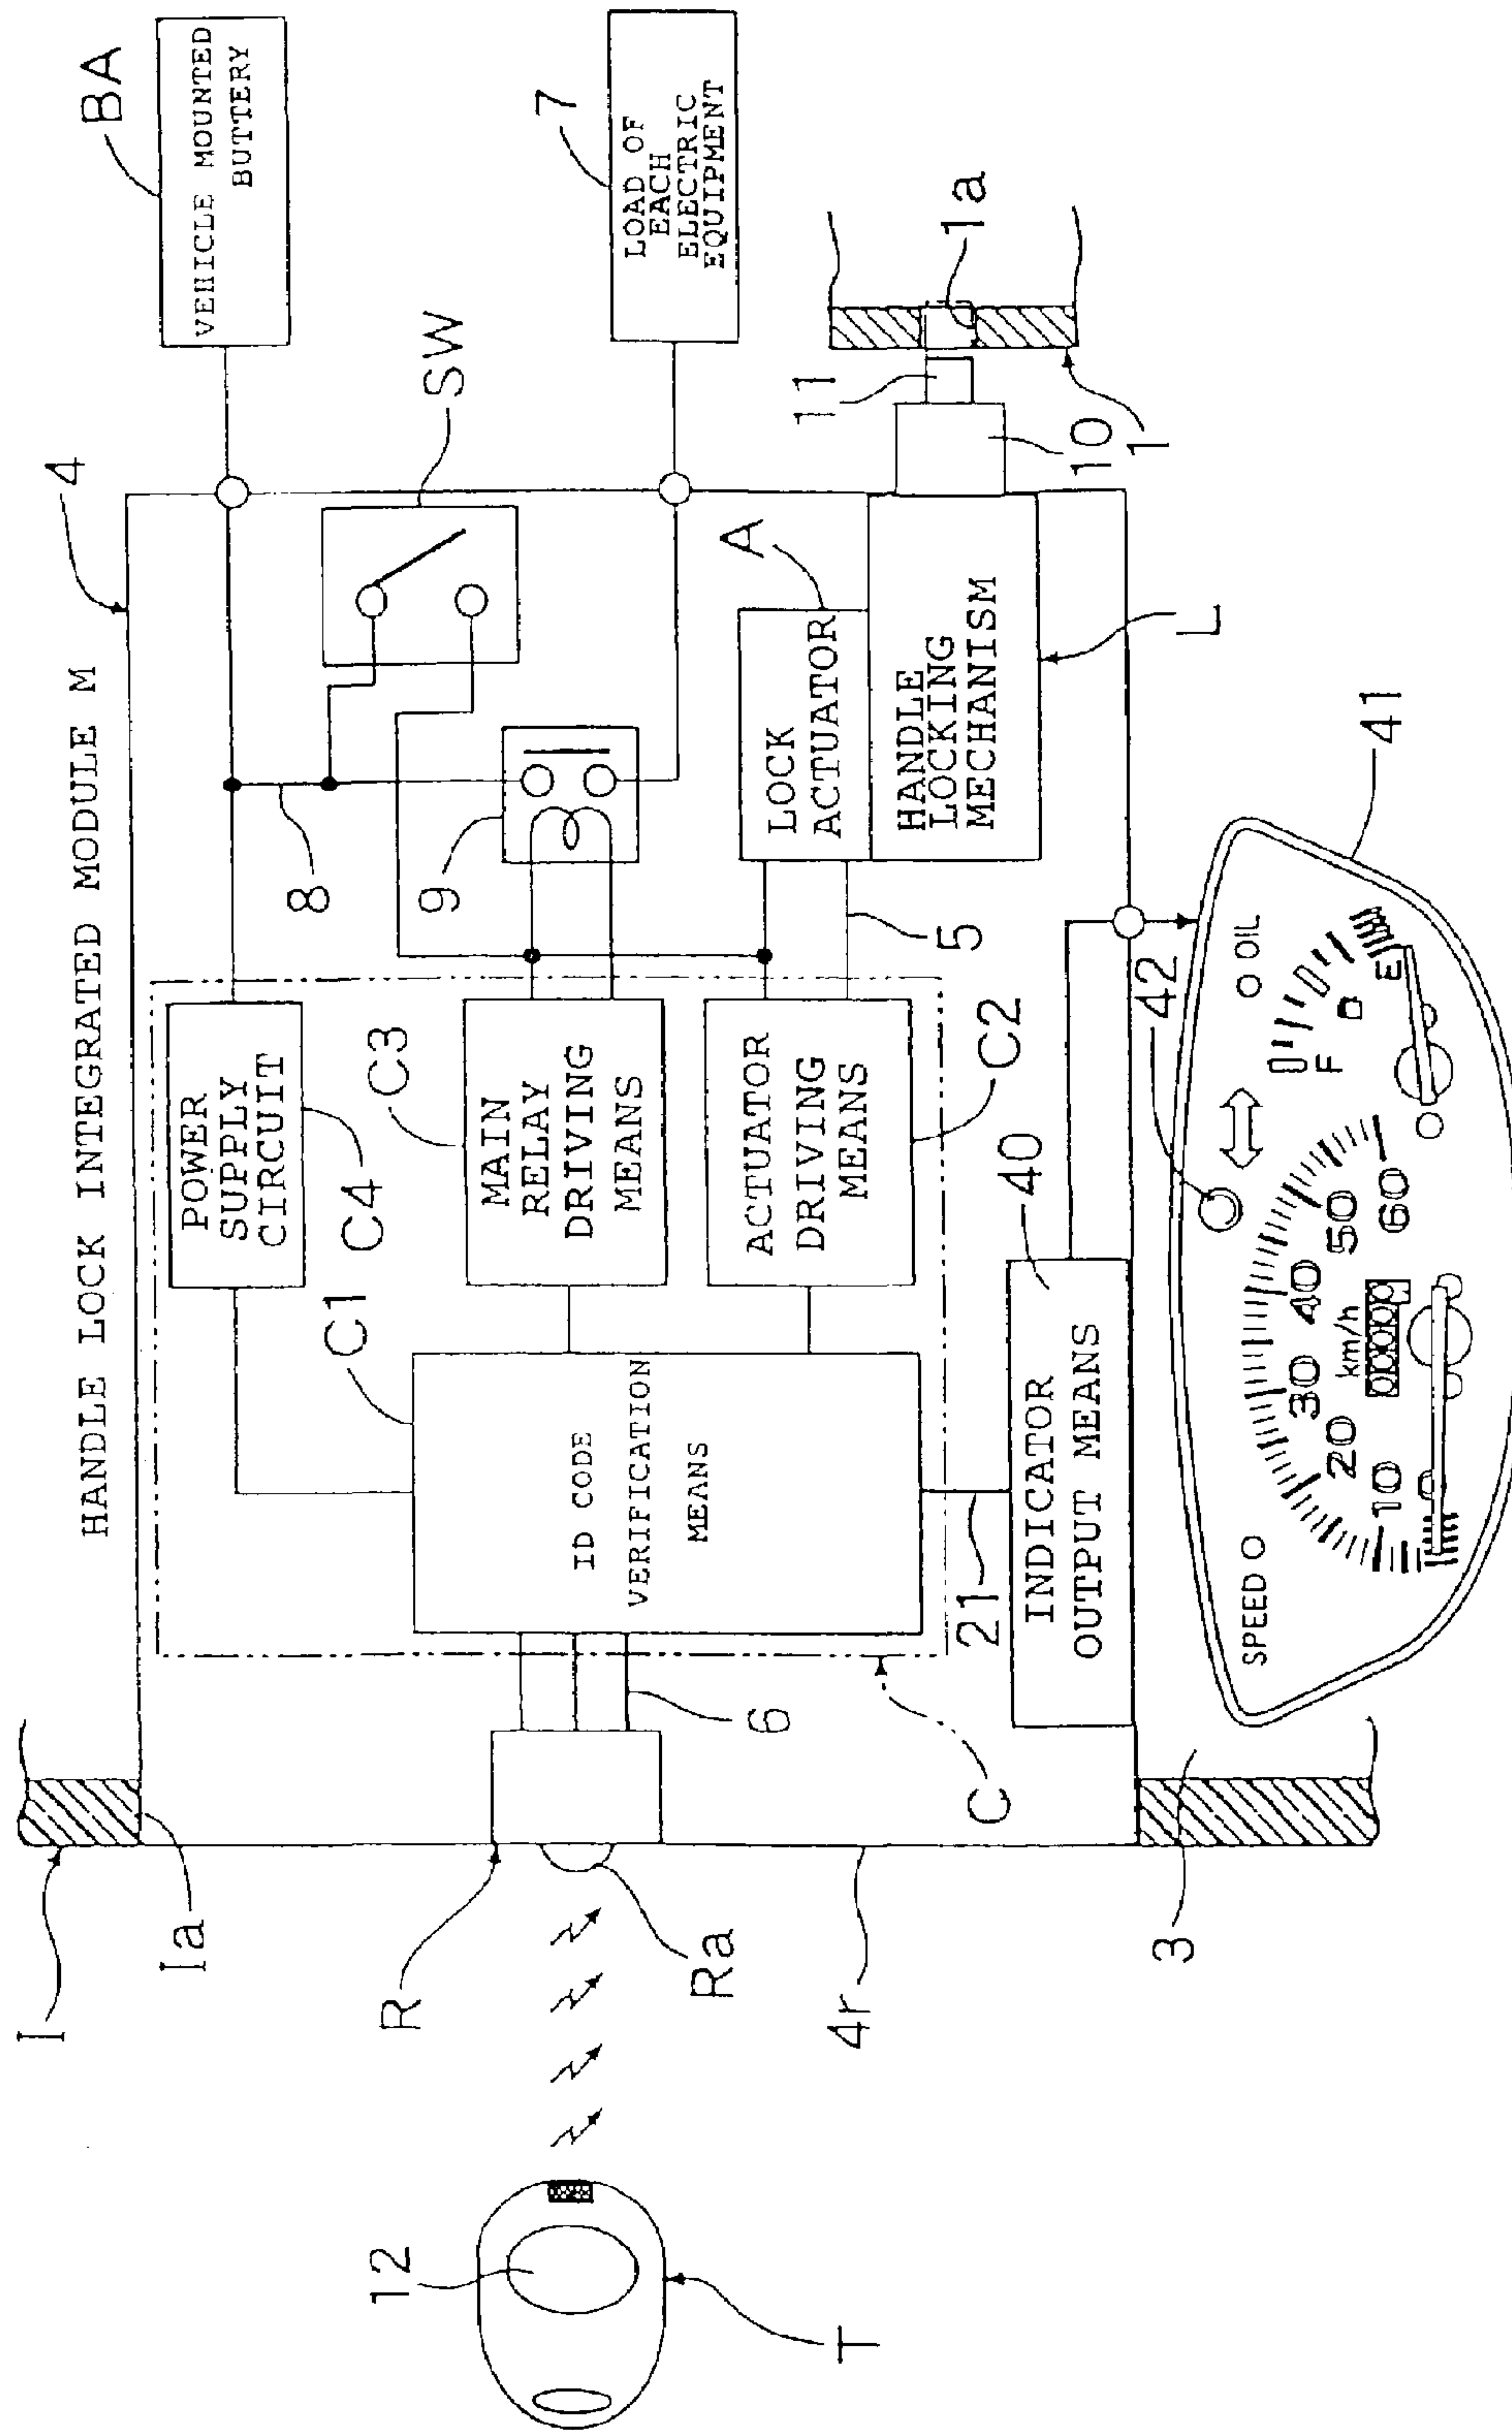 HANDLE LOCK INTEGRATED MODULE M
4
I
Ia
BA
VEHICLE MOUNTED
BUTTERY
POWER
SUPPLY
CIRCUIT
C4
8
SW
C1
C3
9
7
LOAD OF
EACH
ELECTRIC
EQUIPMENT
12
R
T
Ra
6
ID CODE
VERIFICATION
MEANS
MAIN
RELAY
DRIVING
MEANS
ACTUATOR
DRIVING
MEANS
C2
A
LOCK
ACTUATOR
5
HANDLE
LOCKING
MECHANISM
L
11
10
1
1a
4r
C
21
INDICATOR
OUTPUT MEANS
40
3
42
41
SPEED
OIL
10
20
30
40
50
60
km/h
00000
F
E